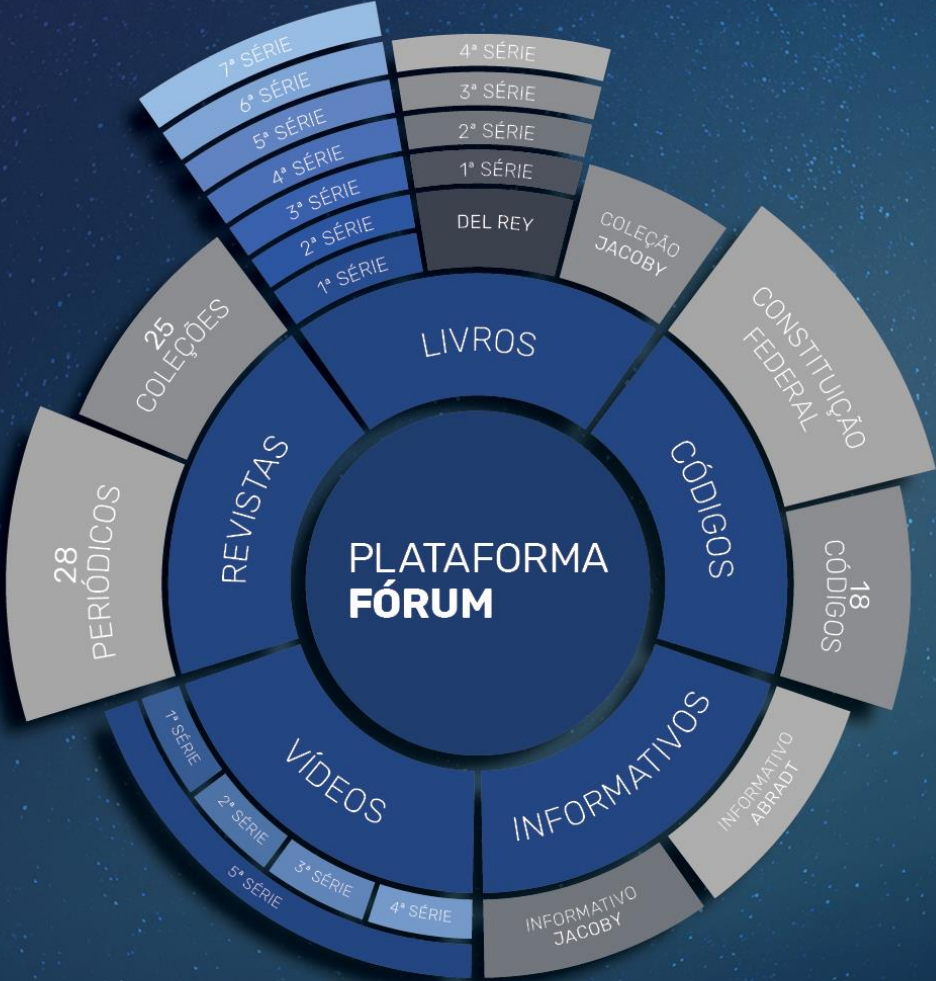 PLATAFORMA
FÓRUM
LIVROS
7ª SÉRIE
6ª SÉRIE
5ª SÉRIE
4ª SÉRIE
3ª SÉRIE
2ª SÉRIE
1ª SÉRIE
4ª SÉRIE
3ª SÉRIE
2ª SÉRIE
1ª SÉRIE
DEL REY
COLEÇÃO
JACOBY
CÓDIGOS
CONSTITUIÇÃO
FEDERAL
18
CÓDIGOS
INFORMATIVOS
INFORMATIVO
ABRADT
INFORMATIVO
JACOBY
VÍDEOS
1ª SÉRIE
2ª SÉRIE
3ª SÉRIE
4ª SÉRIE
5ª SÉRIE
REVISTAS
28
PERIÓDICOS
25
COLEÇÕES